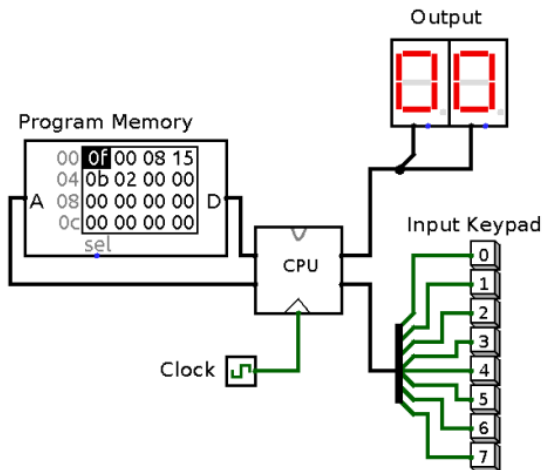 Output
00
Program Memory
00 0f 00 08 15
04 0b 02 00 00
08 00 00 00 00
0c 00 00 00 00
A
D
sel
CPU
Clock
Input Keypad
0
1
2
3
4
5
6
7